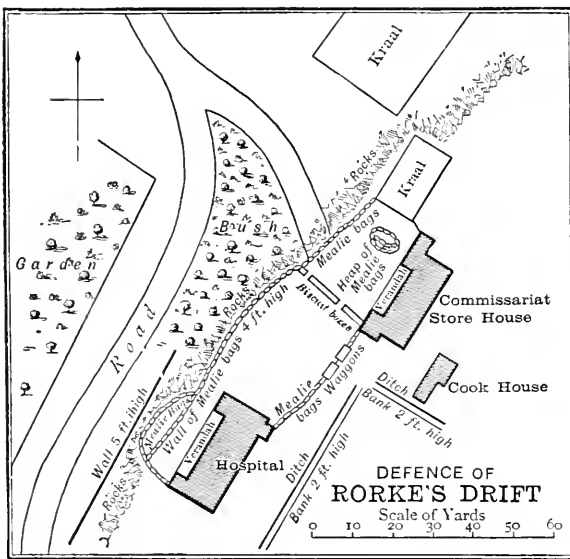 Kraal
Rocks
Kraal
Bush
Mealie bags
Garden
Heap of
Mealie
bags
Verandah
Biscuit boxes
Commissariat
Store House
Rocks
Road
Wall of Mealie bags 4 ft. high
Waggons
Mealie
bags
Cook House
Ditch
Bank 2 ft. high
Wall 5 ft. high
Mealie Bags
Verandah
Hospital
Ditch
Bank 2 ft. high
Rocks
DEFENCE OF
RORKE'S DRIFT
Scale of Yards
0 10 20 30 40 50 60